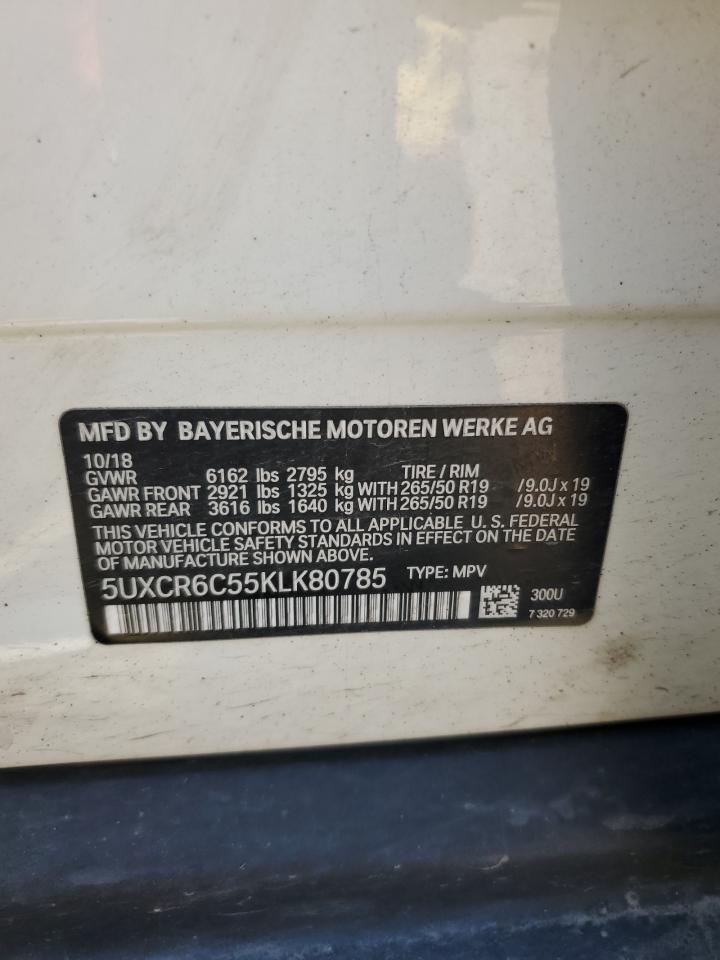 MFD BY BAYERISCHE MOTOREN WERKE AG
10/18
GVWR 6162 lbs 2795 kg TIRE / RIM
GAWR FRONT 2921 lbs 1325 kg WITH 265/50 R19 /9.0J x 19
GAWR REAR 3616 lbs 1640 kg WITH 265/50 R19 /9.0J x 19
THIS VEHICLE CONFORMS TO ALL APPLICABLE U. S. FEDERAL
MOTOR VEHICLE SAFETY STANDARDS IN EFFECT ON THE DATE
OF MANUFACTURE SHOWN ABOVE.
5UXCR6C55KLK80785 TYPE: MPV
300U
7 320 729